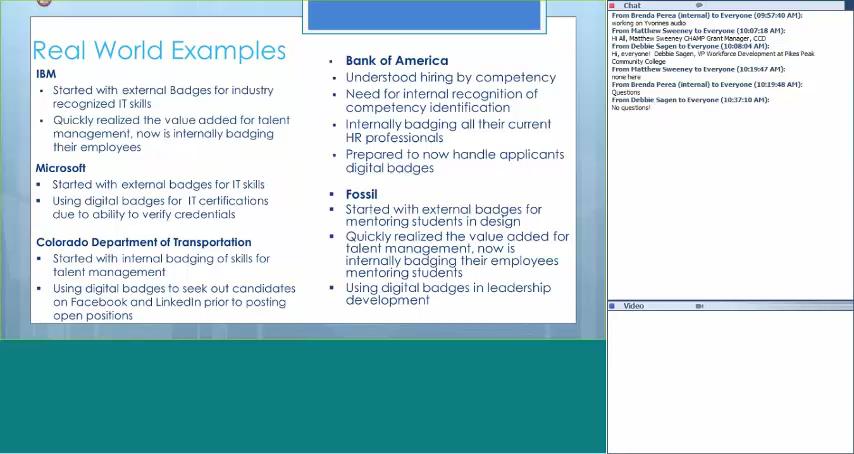 Real World Examples
IBM
Started with external Badges for industry
recognized IT skills
Quickly realized the value added for talent
management, now is internally badging
their employees
Microsoft
Started with external badges for IT skills
Using digital badges for IT certifications
due to ability to verify credentials
Colorado Department of Transportation
Started with internal badging of skills for
talent management
Using digital badges to seek out candidates
on Facebook and LinkedIn prior to posting
open positions
Bank of America
Understood hiring by competency
Need for internal recognition of
competency identification
Internally badging all their current
HR professionals
Prepared to now handle applicants
digital badges
Fossil
Started with external badges for
mentoring students in design
Quickly realized the value added for
talent management, now is
internally badging their employees
mentoring students
Using digital badges in leadership
development
Chat
From Brenda Perea (internal) to Everyone (09:57:40 AM):
working on Yvonnes audio
From Matthew Sweeney to Everyone (10:07:18 AM):
Hi All, Matthew Sweeney CHAMP Grant Manager, CCD
From Debbie Sagen to Everyone (10:08:04 AM):
Hi, everyone! Debbie Sagen, VP Workforce Development at Pikes Peak
Community College
From Matthew Sweeney to Everyone (10:19:47 AM):
none here
From Brenda Perea (internal) to Everyone (10:19:48 AM):
Questions
From Debbie Sagen to Everyone (10:37:10 AM):
No questions!
Video